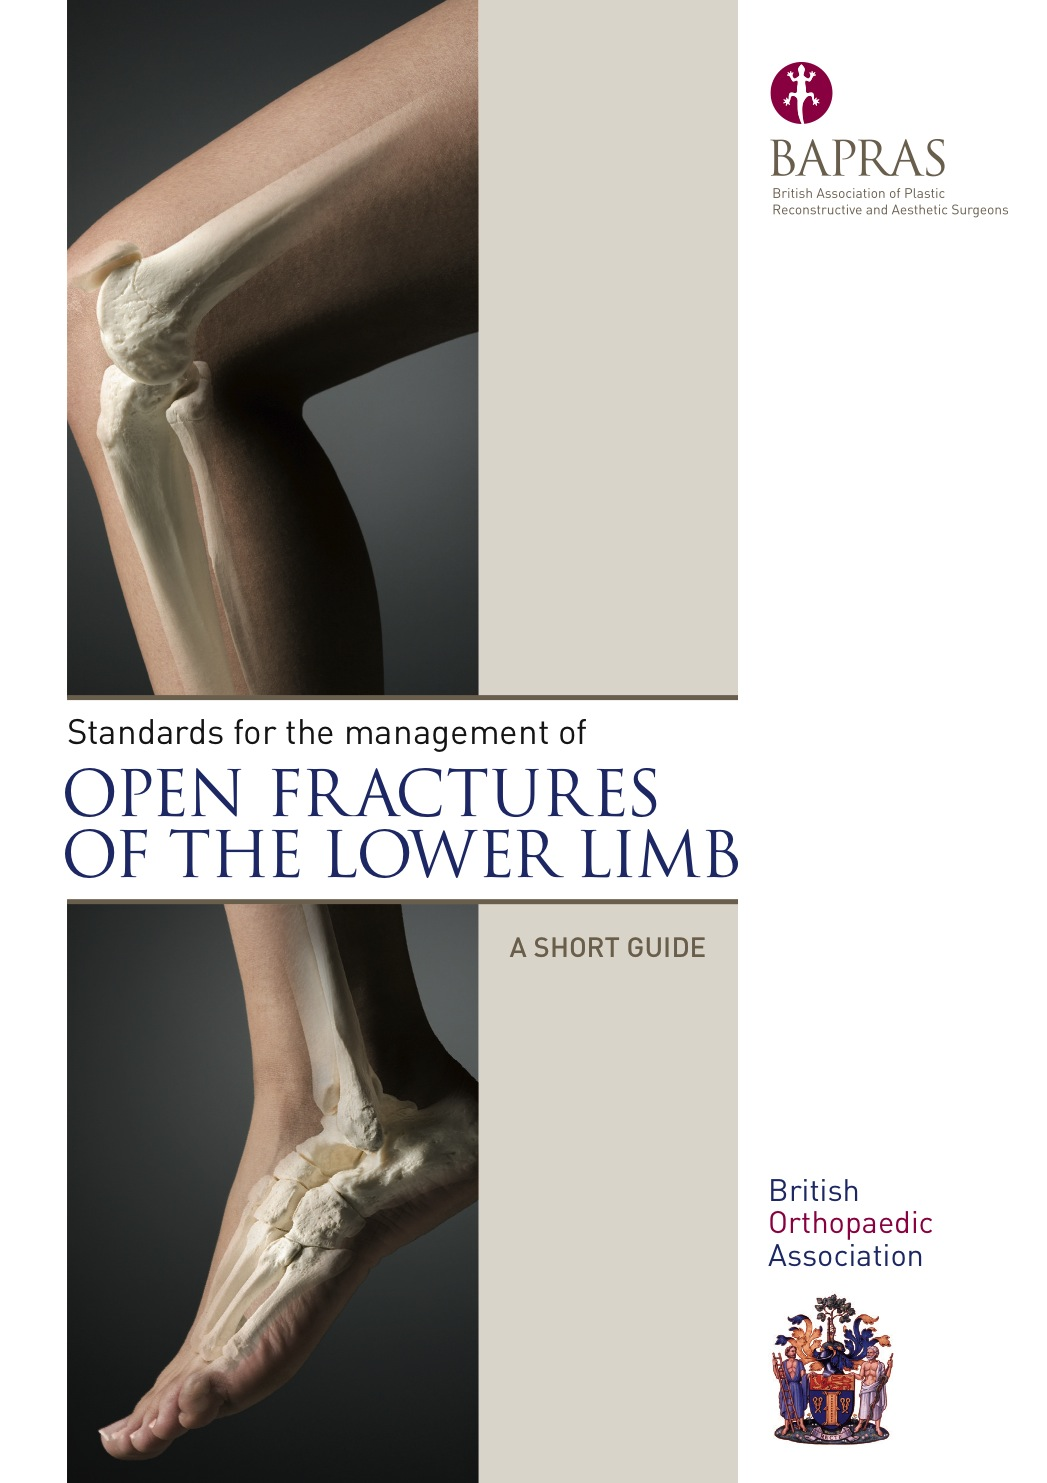 BAPRAS
British Association of Plastic
Reconstructive and Aesthetic Surgeons
Standards for the management of
OPEN FRACTURES
OF THE LOWER LIMB
A SHORT GUIDE
British
Orthopaedic
Association